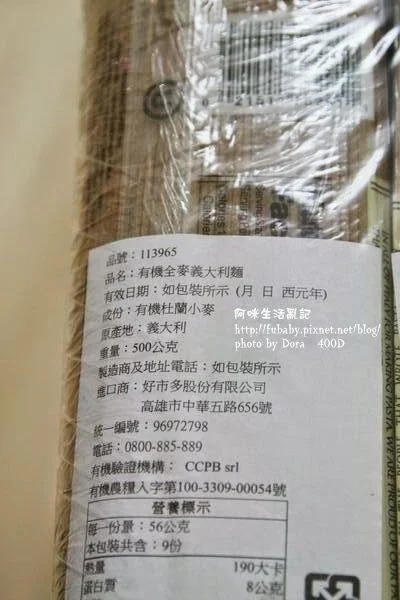 品號：113965
品名：有機全麥義大利麵
有效日期：如包裝所示 (月 日 西元年)
成份：有機杜蘭小麥
原產地：義大利
重量：500公克
製造商及地址電話：如包裝所示
進口商：好市多股份有限公司
高雄市中華五路656號
統一編號：96972798
電話：0800-885-889
有機驗證機構： CCPB srl
有機農糧入字第100-3309-00054號
營養標示
每一份量：56公克
本包裝共含：9份
熱量 190大卡
蛋白質 8公克
阿咪生活亂記
http://fubaby.pixnet.net/blog/
photo by Dora 400D